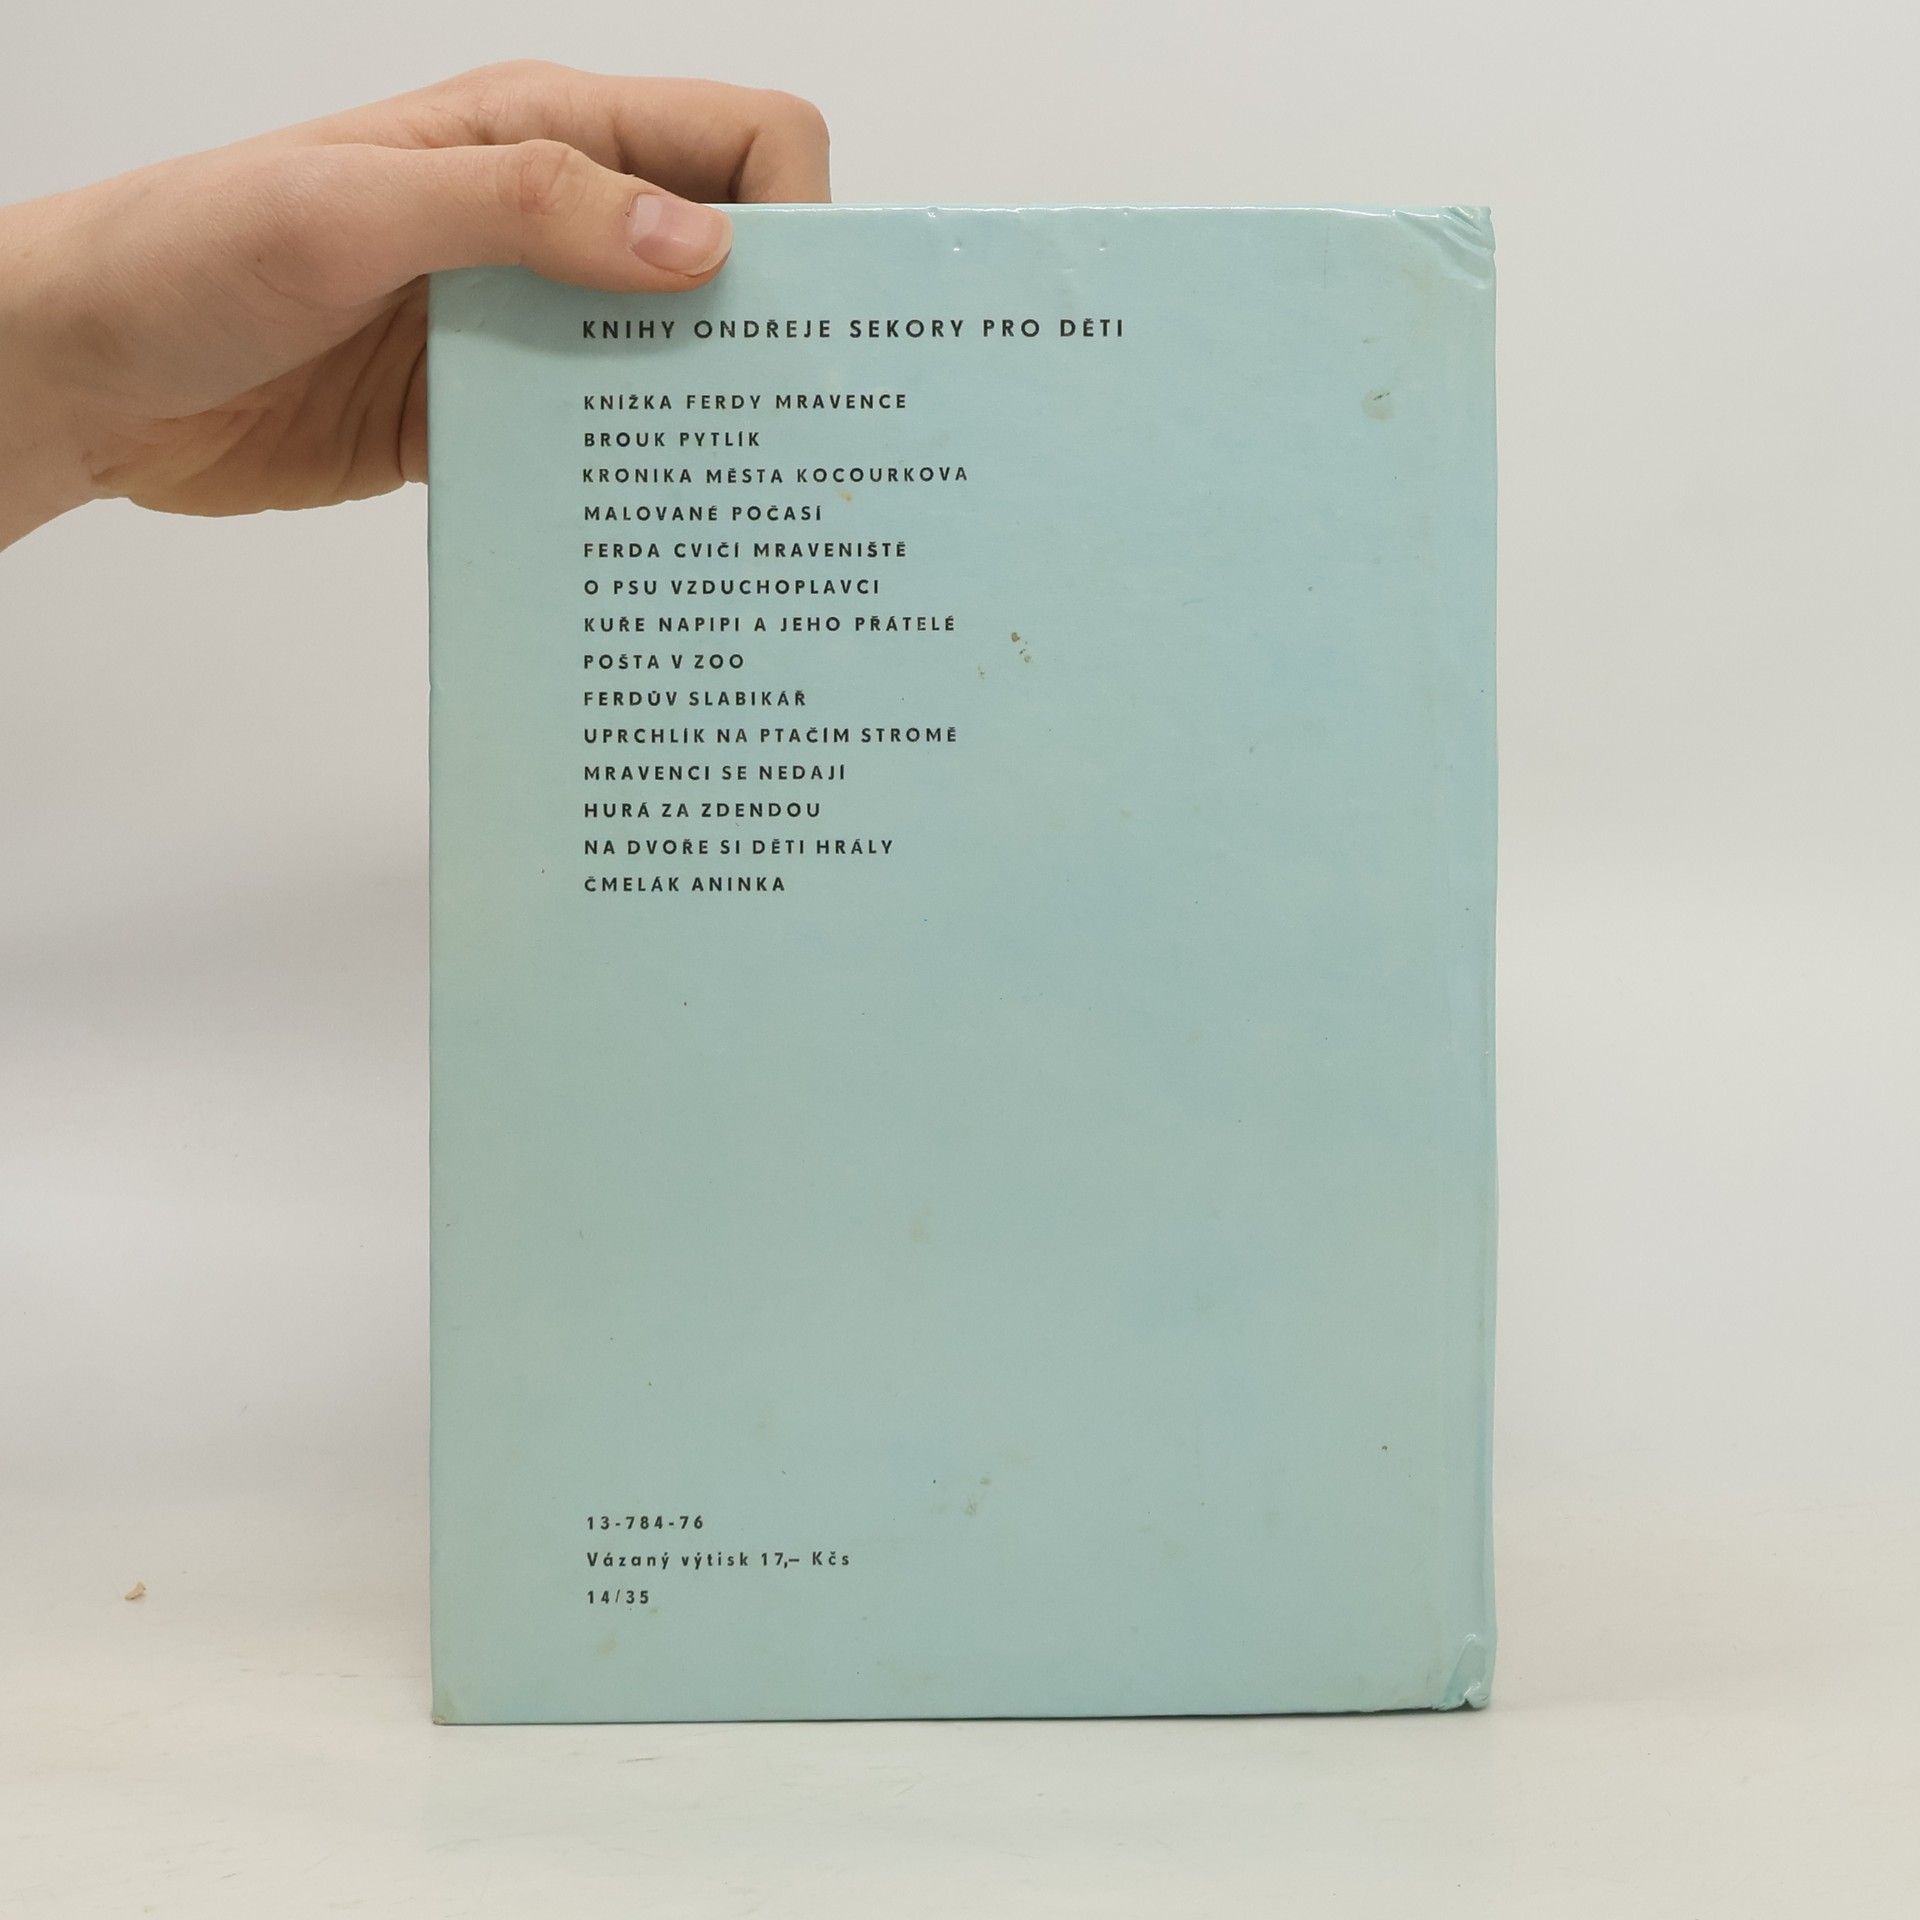 KNIHY ONDŘEJE SEKORY PRO DĚTI
KNÍŽKA FERDY MRAVENCE
BROUK PYTLÍK
KRONIKA MĚSTA KOCOURKOVA
MALOVANÉ POČASÍ
FERDA CVIČÍ MRAVENIŠTĚ
O PSU VZDUCHOPLAVCI
KUŘE NAPIPI A JEHO PŘÁTELÉ
POŠTA V ZOO
FERDŮV SLABIKÁŘ
UPRCHLÍK NA PTAČÍM STROMĚ
MRAVENCI SE NEDAJÍ
HURÁ ZA ZDENDOU
NA DVOŘE SI DĚTI HRÁLY
ČMELÁK ANINKA
13-784-76
Vázaný výtisk 17,– Kčs
14/35